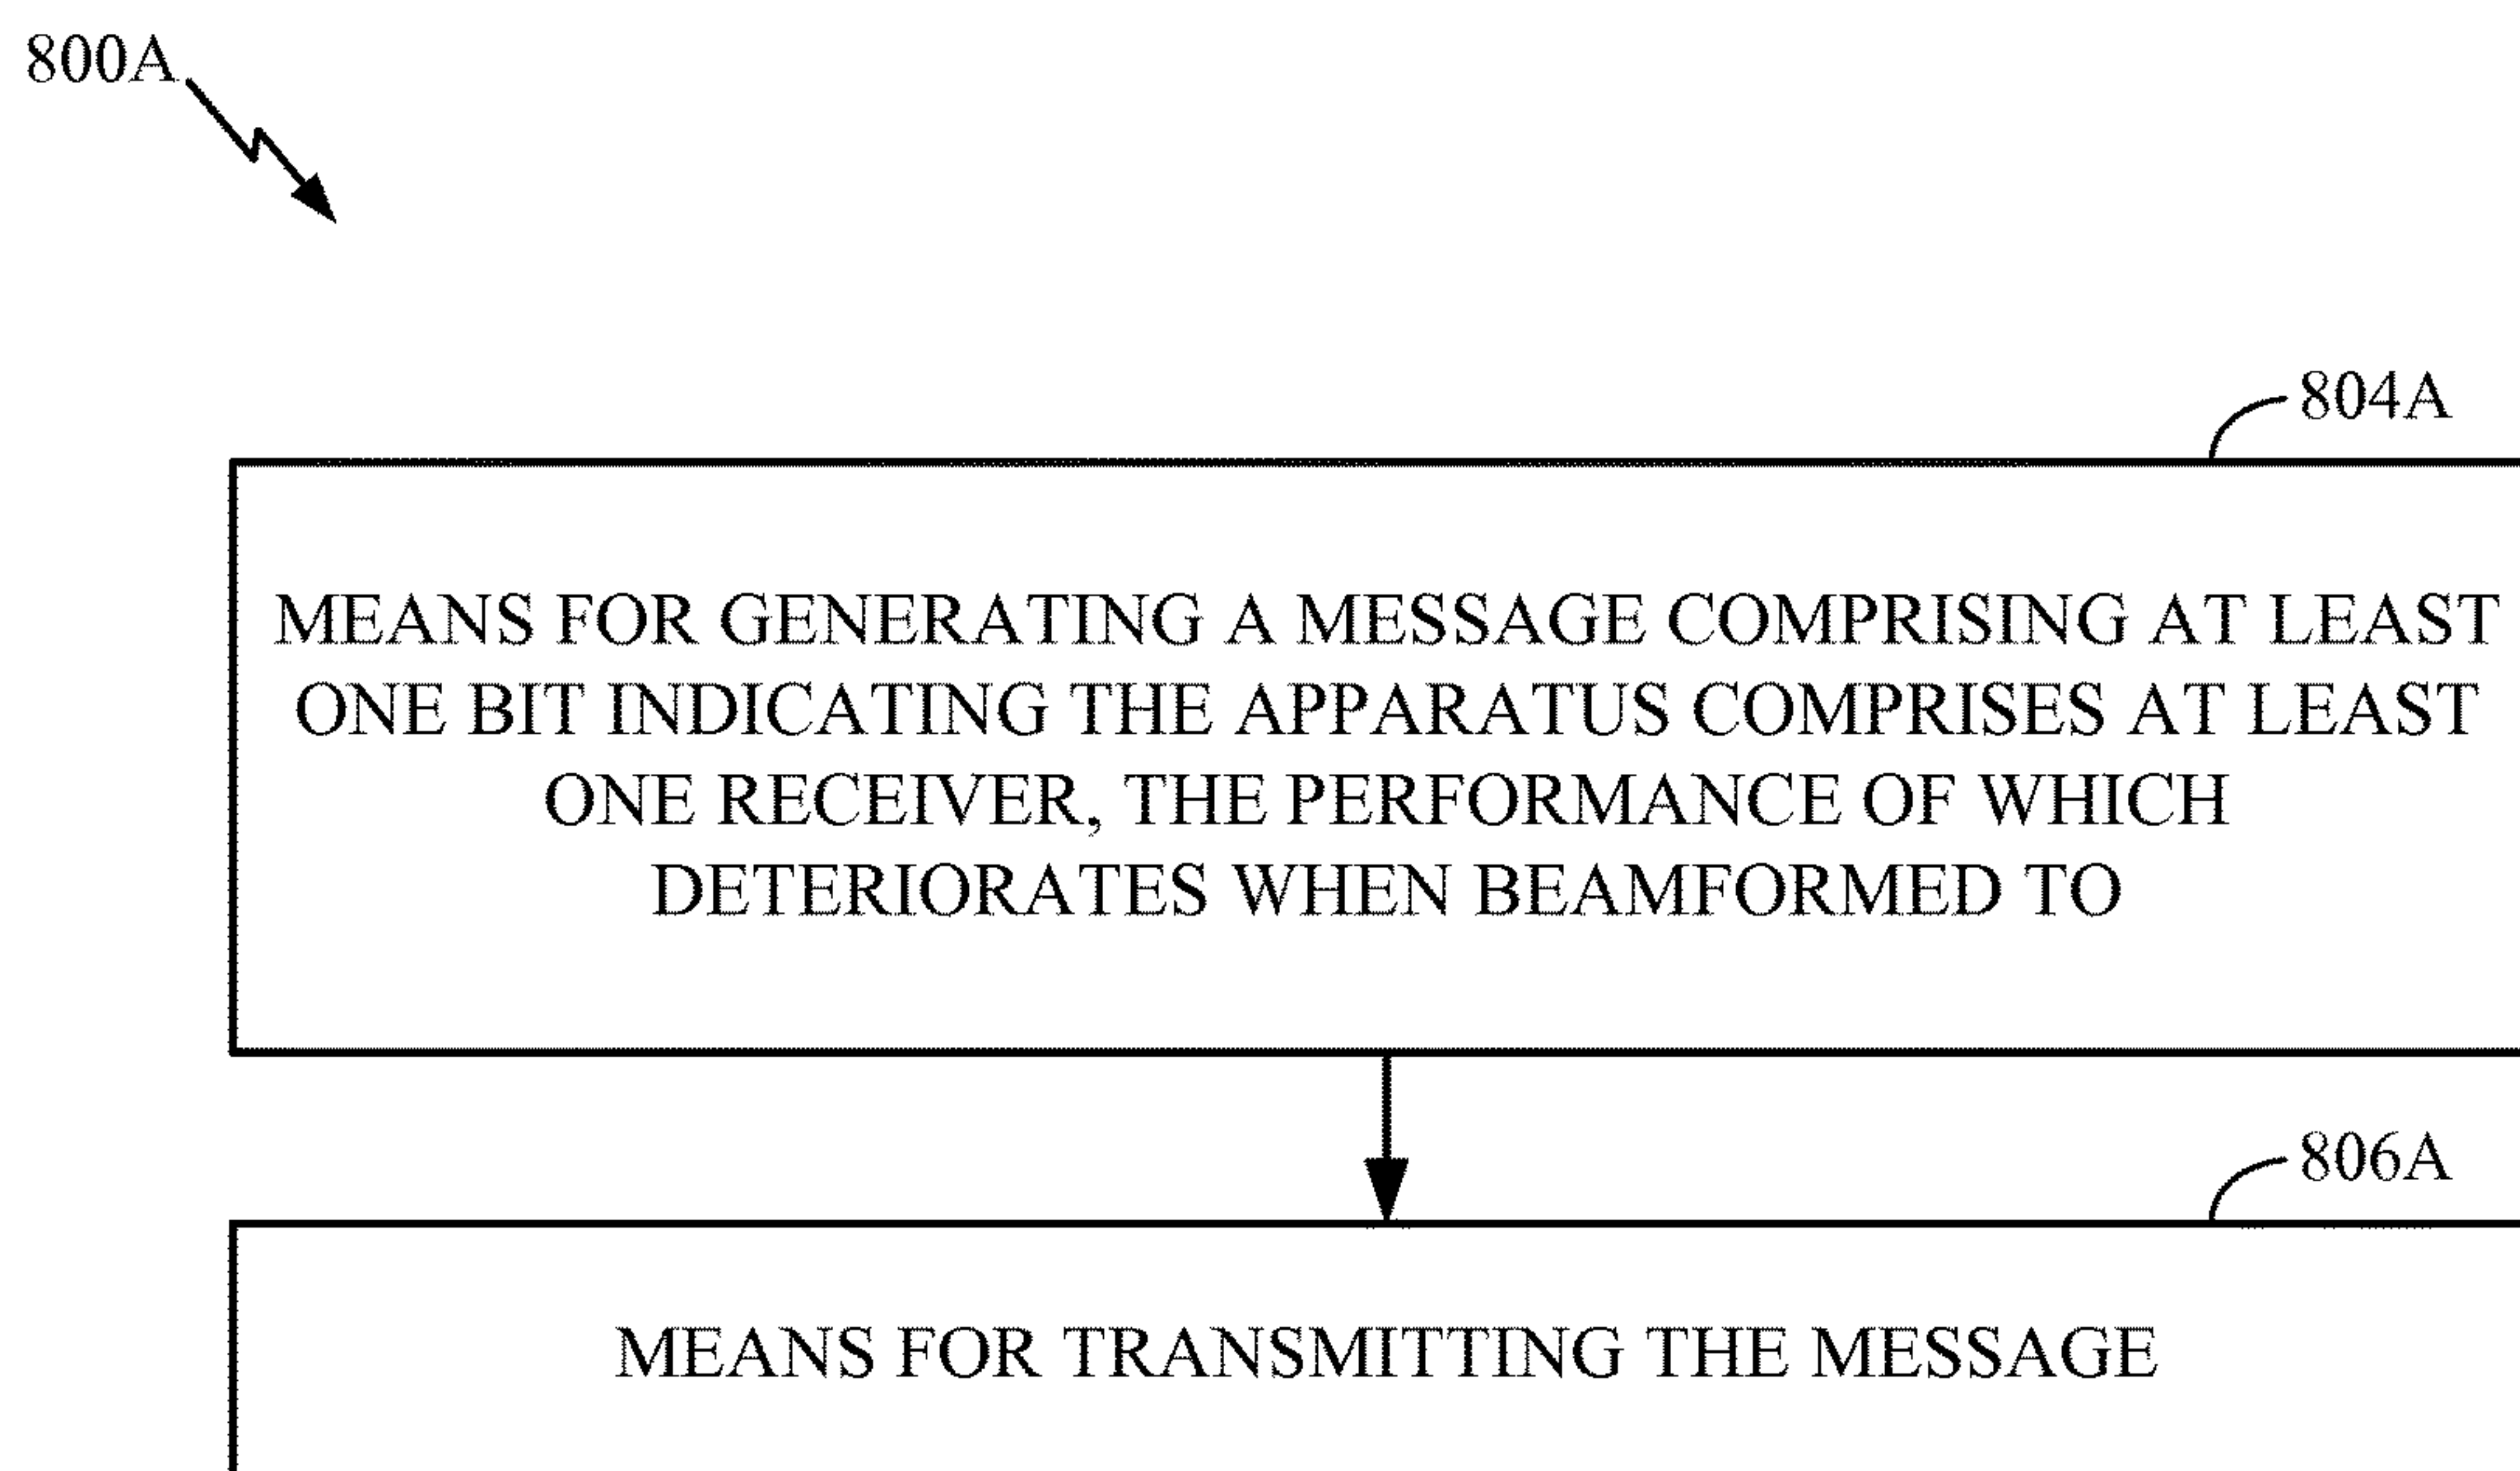 800A
804A
MEANS FOR GENERATING A MESSAGE COMPRISING AT LEAST
ONE BIT INDICATING THE APPARATUS COMPRISES AT LEAST
ONE RECEIVER, THE PERFORMANCE OF WHICH
DETERIORATES WHEN BEAMFORMED TO
806A
MEANS FOR TRANSMITTING THE MESSAGE